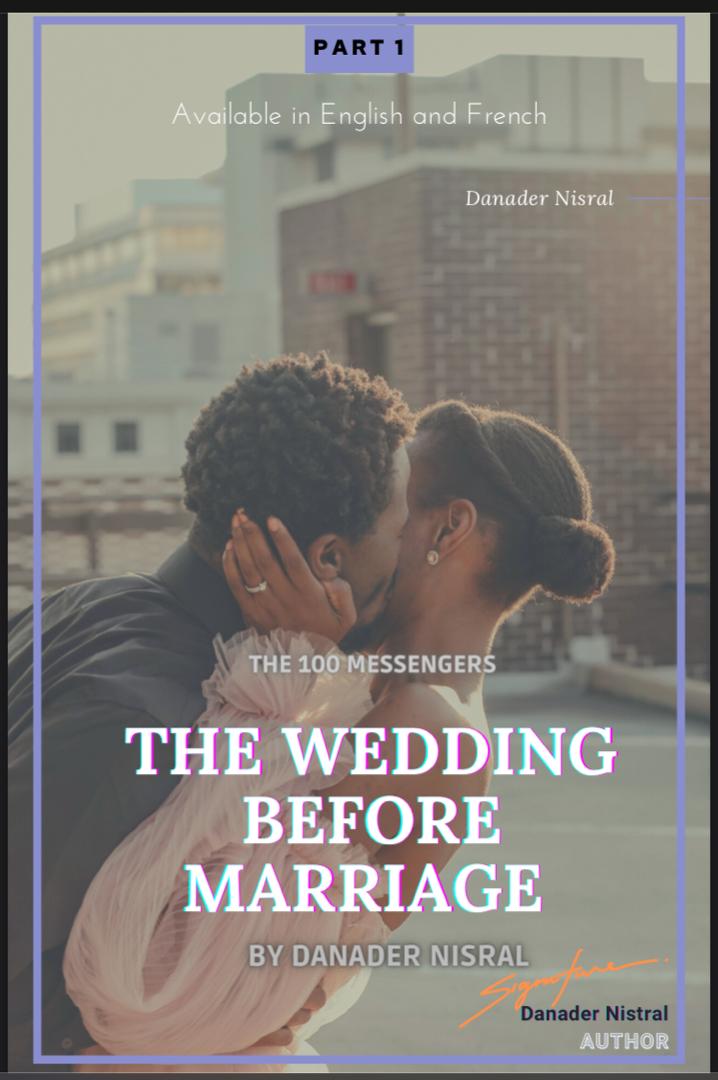 PART 1
Available in English and French
Danader Nisral
THE 100 MESSENGERS
THE WEDDING
BEFORE
MARRIAGE
BY DANADER NISRAL
Signature
Danader Nistral
AUTHOR